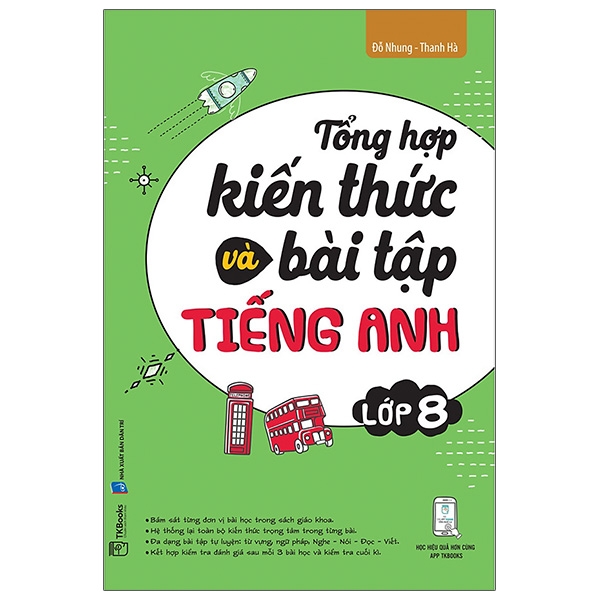 Đỗ Nhung - Thanh Hà
Tổng hợp
kiến thức
và bài tập
TIẾNG ANH
LỚP 8
TELEPHONE
NHÀ XUẤT BẢN DÂN TRÍ
TKBooks
• Bám sát từng đơn vị bài học trong sách giáo khoa.
• Hệ thống lại toàn bộ kiến thức trọng tâm trong từng bài.
• Đa dạng bài tự luyện: từ vựng, ngữ pháp, Nghe - Nói - Đọc - Viết.
• Kết hợp kiểm tra đánh giá sau mỗi 3 bài học và kiểm tra cuối kì.
HỌC HIỆU QUẢ HƠN CÙNG
APP TKBOOKS